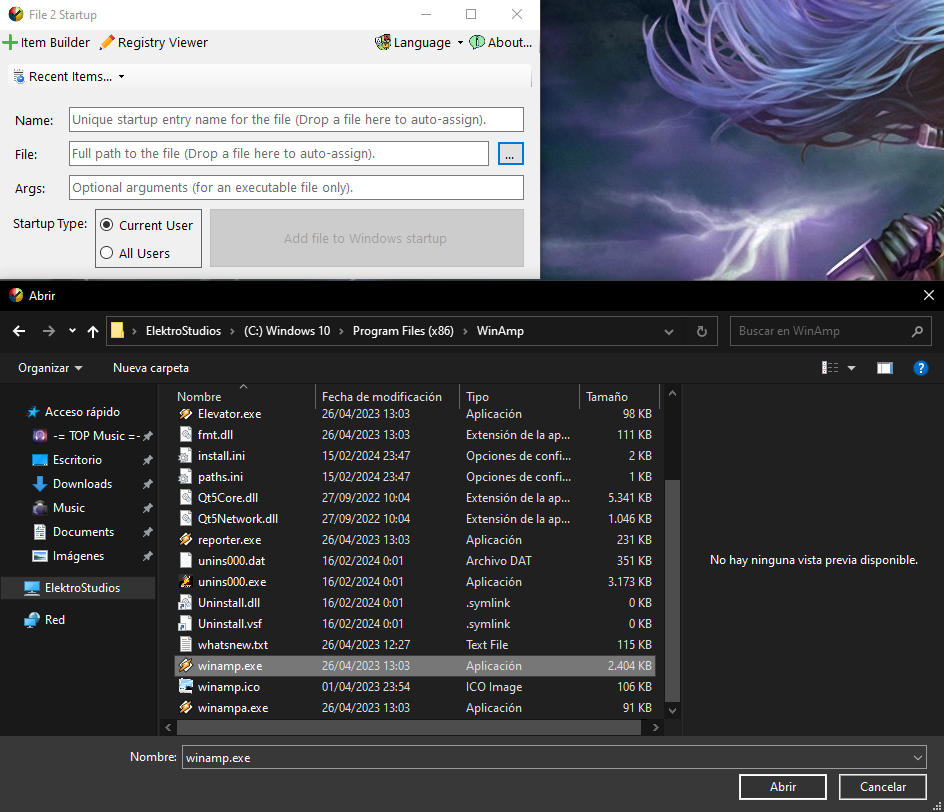 File 2 Startup
Item Builder Registry Viewer Language About...
Recent Items...
Name: Unique startup entry name for the file (Drop a file here to auto-assign).
File: Full path to the file (Drop a file here to auto-assign). ...
Args: Optional arguments (for an executable file only).
Startup Type: Current User
All Users
Add file to Windows startup
Abrir
ElektroStudios > (C:) Windows 10 > Program Files (x86) > WinAmp
Buscar en WinAmp
Organizar Nueva carpeta
Acceso rápido
-= TOP Music =-
Escritorio
Downloads
Music
Documents
Imágenes
ElektroStudios
Red
Nombre Fecha de modificación Tipo Tamaño
Elevator.exe 26/04/2023 13:03 Aplicación 98 KB
fmt.dll 26/04/2023 13:03 Extensión de la ap... 111 KB
install.ini 15/02/2024 23:47 Opciones de confi... 2 KB
paths.ini 15/02/2024 23:47 Opciones de confi... 1 KB
Qt5Core.dll 27/09/2022 10:04 Extensión de la ap... 5.341 KB
Qt5Network.dll 27/09/2022 10:04 Extensión de la ap... 1.046 KB
reporter.exe 26/04/2023 13:03 Aplicación 231 KB
unins000.dat 16/02/2024 0:01 Archivo DAT 351 KB
unins000.exe 16/02/2024 0:01 Aplicación 3.173 KB
Uninstall.dll 16/02/2024 0:01 .symlink 0 KB
Uninstall.vsf 16/02/2024 0:01 .symlink 0 KB
whatsnew.txt 26/04/2023 12:27 Text File 115 KB
winamp.exe 26/04/2023 13:03 Aplicación 2.404 KB
winamp.ico 01/04/2023 23:54 ICO Image 106 KB
winampa.exe 26/04/2023 13:03 Aplicación 91 KB
No hay ninguna vista previa disponible.
Nombre: winamp.exe
Abrir Cancelar